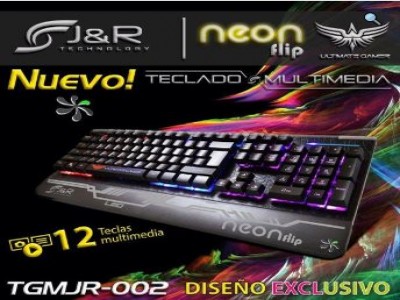 J&R
TECHNOLOGY
neon
flip
ULTIMATE GAMER
Nuevo! TECLADO MULTIMEDIA
J&R
neon flip
12 Teclas
multimedia
TGMJR-002 DISEÑO EXCLUSIVO